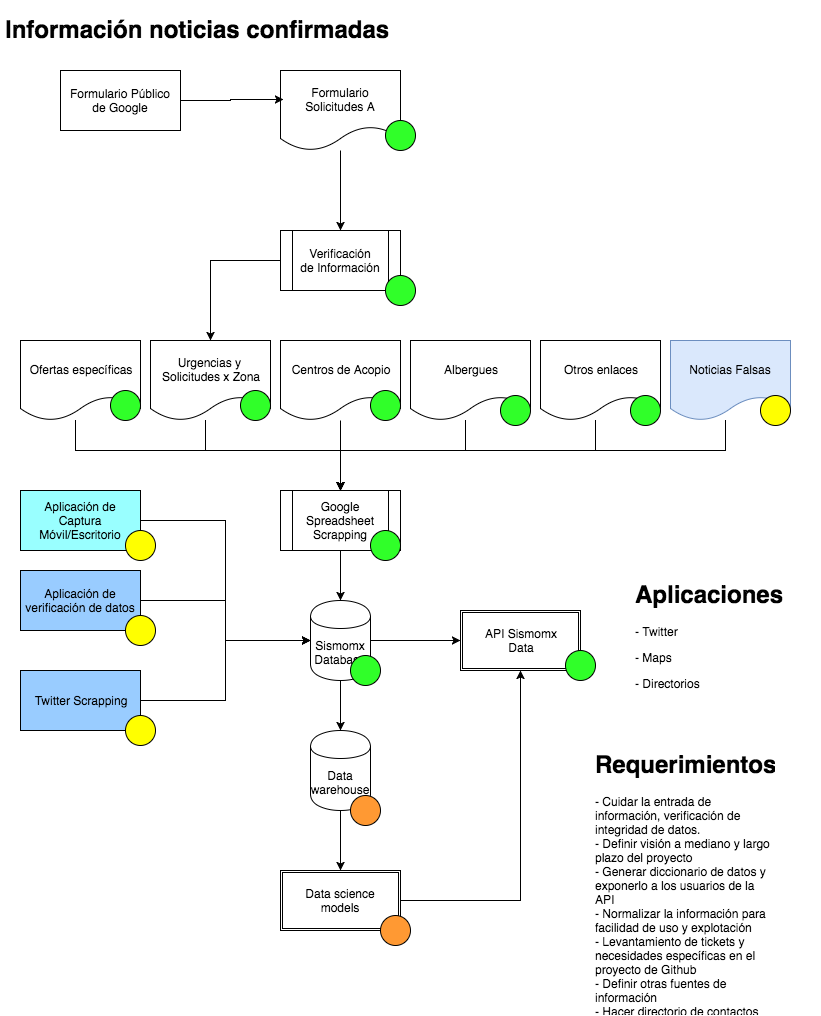 Información noticias confirmadas
Formulario Público
de Google
Formulario
Solicitudes A
Verificación
de Información
Ofertas específicas
Urgencias y
Solicitudes x Zona
Centros de Acopio
Albergues
Otros enlaces
Noticias Falsas
Aplicación de
Captura
Móvil/Escritorio
Google
Spreadsheet
Scrapping
Aplicación de
verificación de datos
Sismomx
Database
API Sismomx
Data
Twitter Scrapping
Data
warehouse
Data science
models
Aplicaciones
- Twitter
- Maps
- Directorios
Requerimientos
- Cuidar la entrada de
información, verificación de
integridad de datos.
- Definir visión a mediano y largo
plazo del proyecto
- Generar diccionario de datos y
exponerlo a los usuarios de la
API
- Normalizar la información para
facilidad de uso y explotación
- Levantamiento de tickets y
necesidades específicas en el
proyecto de Github
- Definir otras fuentes de
información
- Hacer directorio de contactos